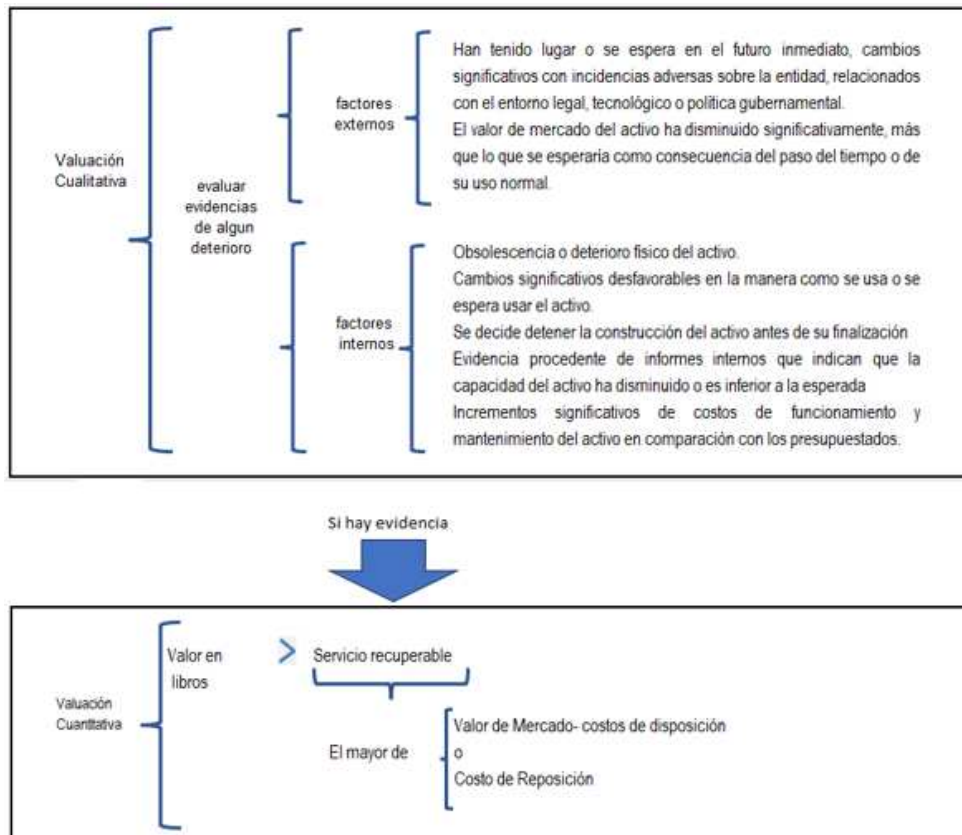 Valuación
Cualitativa
evaluar
evidencias
de algun
deterioro
factores
externos
Han tenido lugar o se espera en el futuro inmediato, cambios
significativos con incidencias adversas sobre la entidad, relacionados
con el entorno legal, tecnológico o política gubernamental.
El valor de mercado del activo ha disminuido significativamente, más
que lo que se esperaría como consecuencia del paso del tiempo o de
su uso normal.
factores
internos
Obsolescencia o deterioro físico del activo.
Cambios significativos desfavorables en la manera como se usa o se
espera usar el activo.
Se decide detener la construcción del activo antes de su finalización
Evidencia procedente de informes internos que indican que la
capacidad del activo ha disminuido o es inferior a la esperada
Incrementos significativos de costos de funcionamiento y
mantenimiento del activo en comparación con los presupuestados.
Si hay evidencia
Valuación
Cuantitativa
Valor en
libros
> Servicio recuperable
El mayor de
Valor de Mercado- costos de disposición
o
Costo de Reposición